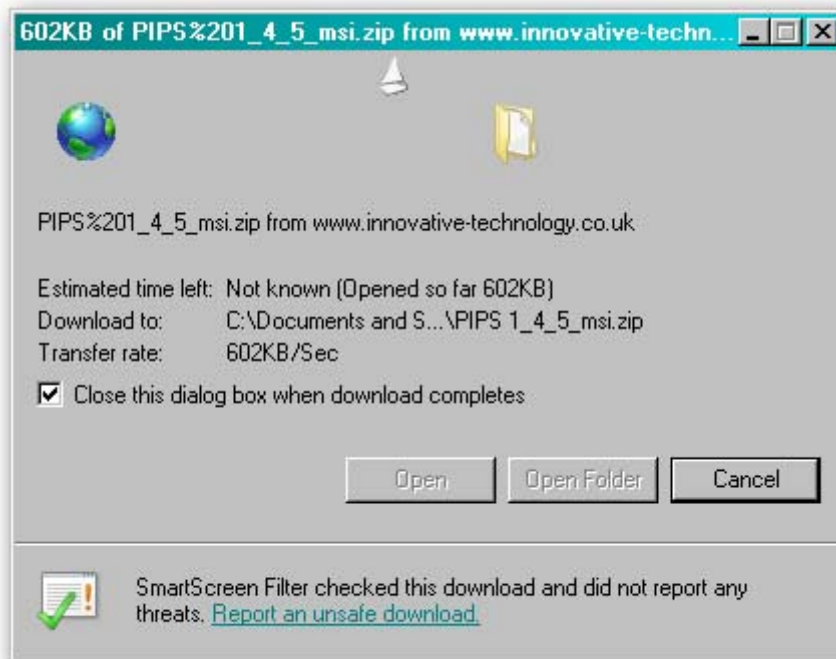 602KB of PIPS%201_4_5_msi.zip from www.innovative-techn...
PIPS%201_4_5_msi.zip from www.innovative-technology.co.uk
Estimated time left: Not known (Opened so far 602KB)
Download to: C:\Documents and S...\PIPS 1_4_5_msi.zip
Transfer rate: 602KB/Sec
Close this dialog box when download completes
Open Open Folder Cancel
SmartScreen Filter checked this download and did not report any
threats. Report an unsafe download.